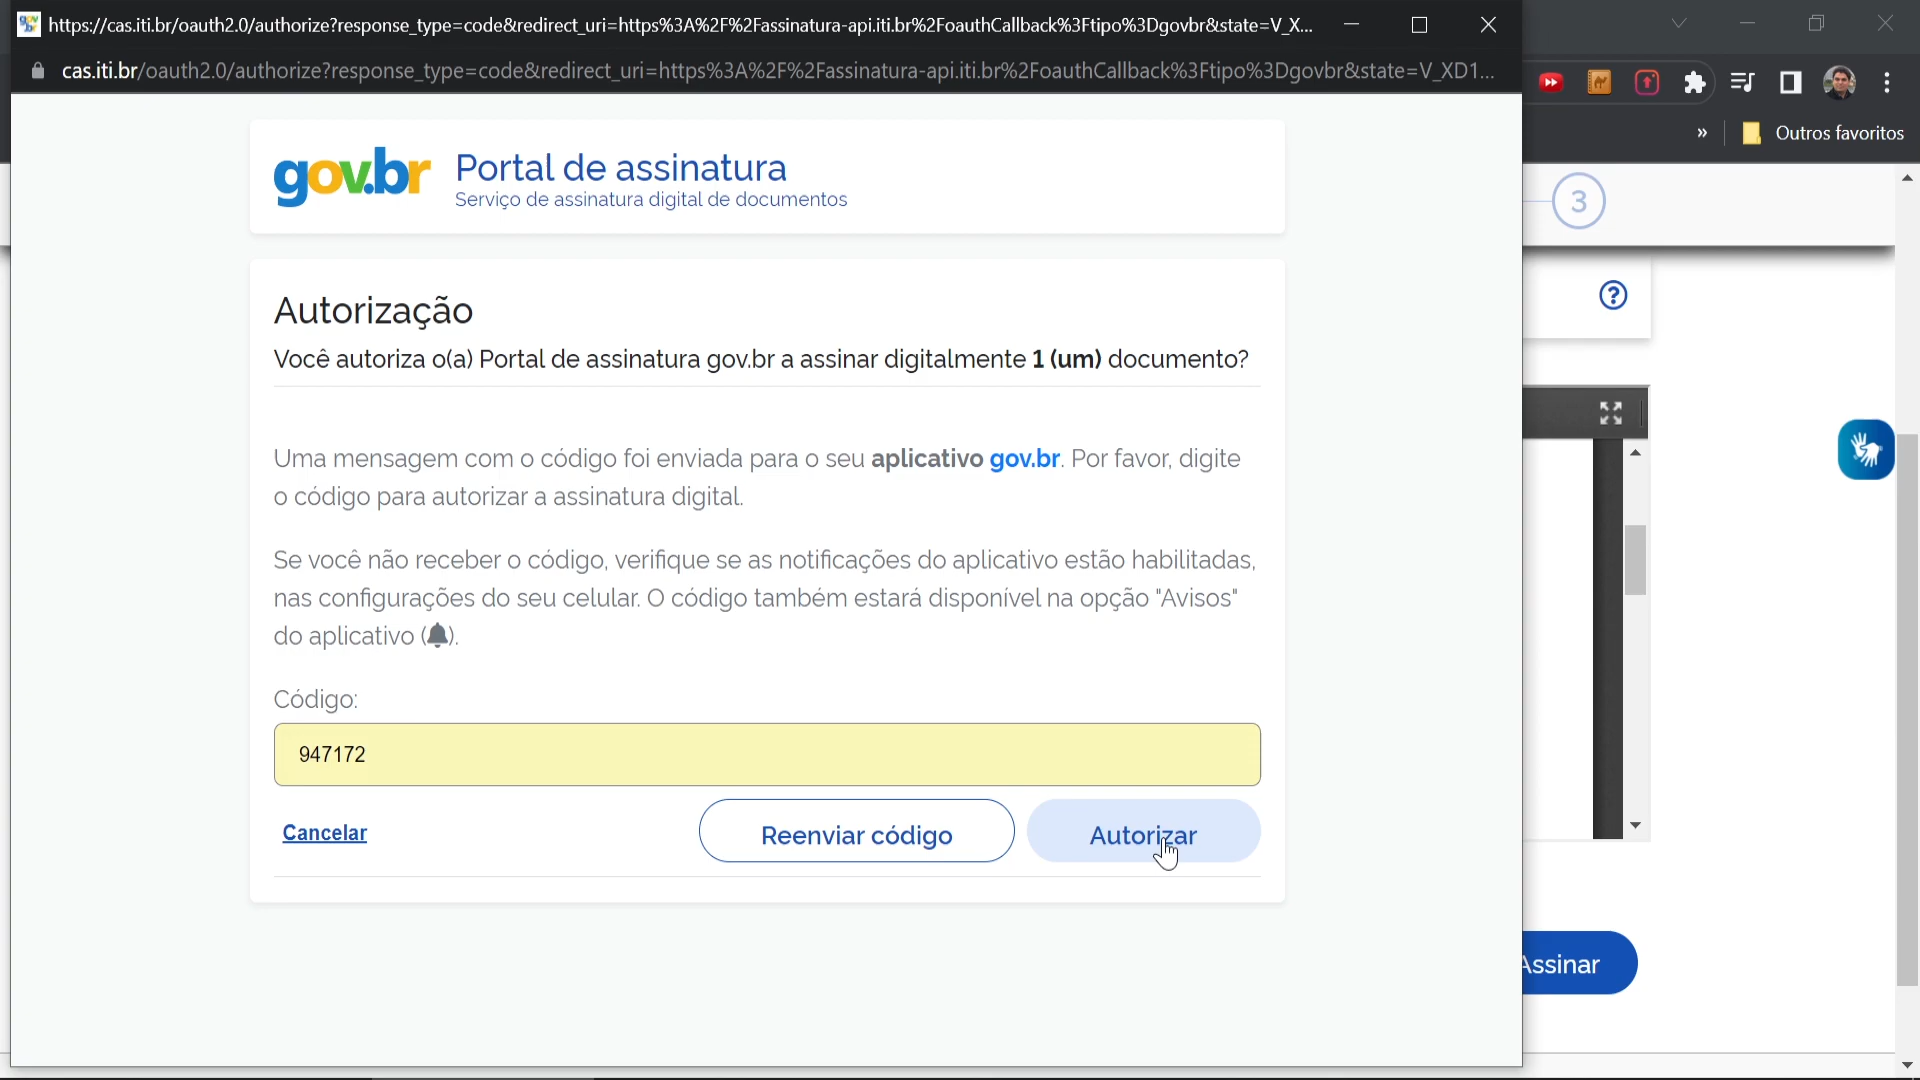 https://cas.iti.br/oauth2.0/authorize?response_type=code&redirect_uri=https%3A%2F%2Fassinatura-api.iti.br%2FoauthCallback%3Ftipo%3Dgovbr&state=V_X...
cas.iti.br/oauth2.0/authorize?response_type=code&redirect_uri=https%3A%2F%2Fassinatura-api.iti.br%2FoauthCallback%3Ftipo%3Dgovbr&state=V_XD1...
» Outros favoritos
gov.br
Portal de assinatura
Serviço de assinatura digital de documentos
3
Autorização
Você autoriza o(a) Portal de assinatura gov.br a assinar digitalmente 1 (um) documento?
Uma mensagem com o código foi enviada para o seu aplicativo gov.br. Por favor, digite
o código para autorizar a assinatura digital.
Se você não receber o código, verifique se as notificações do aplicativo estão habilitadas,
nas configurações do seu celular. O código também estará disponível na opção "Avisos"
do aplicativo (🔔).
Código:
947172
Cancelar
Reenviar código
Autorizar
Assinar